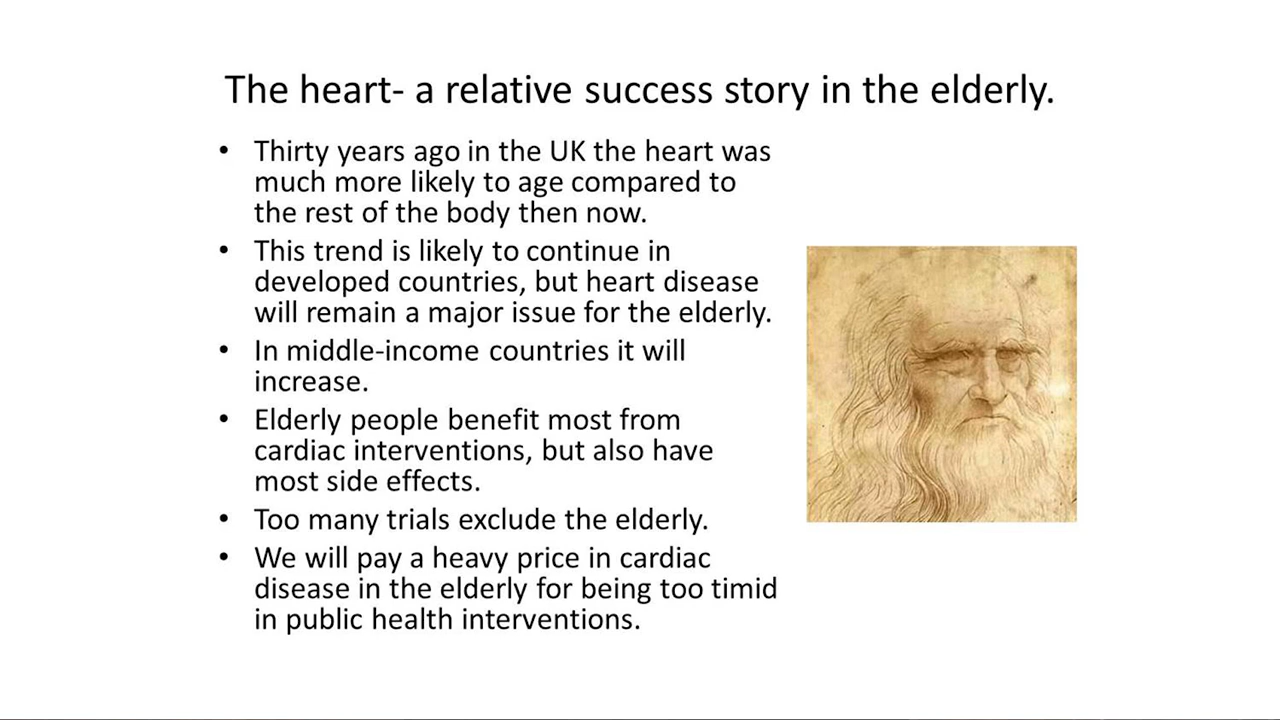 The heart- a relative success story in the elderly.
• Thirty years ago in the UK the heart was
much more likely to age compared to
the rest of the body then now.
• This trend is likely to continue in
developed countries, but heart disease
will remain a major issue for the elderly.
• In middle-income countries it will
increase.
• Elderly people benefit most from
cardiac interventions, but also have
most side effects.
• Too many trials exclude the elderly.
• We will pay a heavy price in cardiac
disease in the elderly for being too timid
in public health interventions.